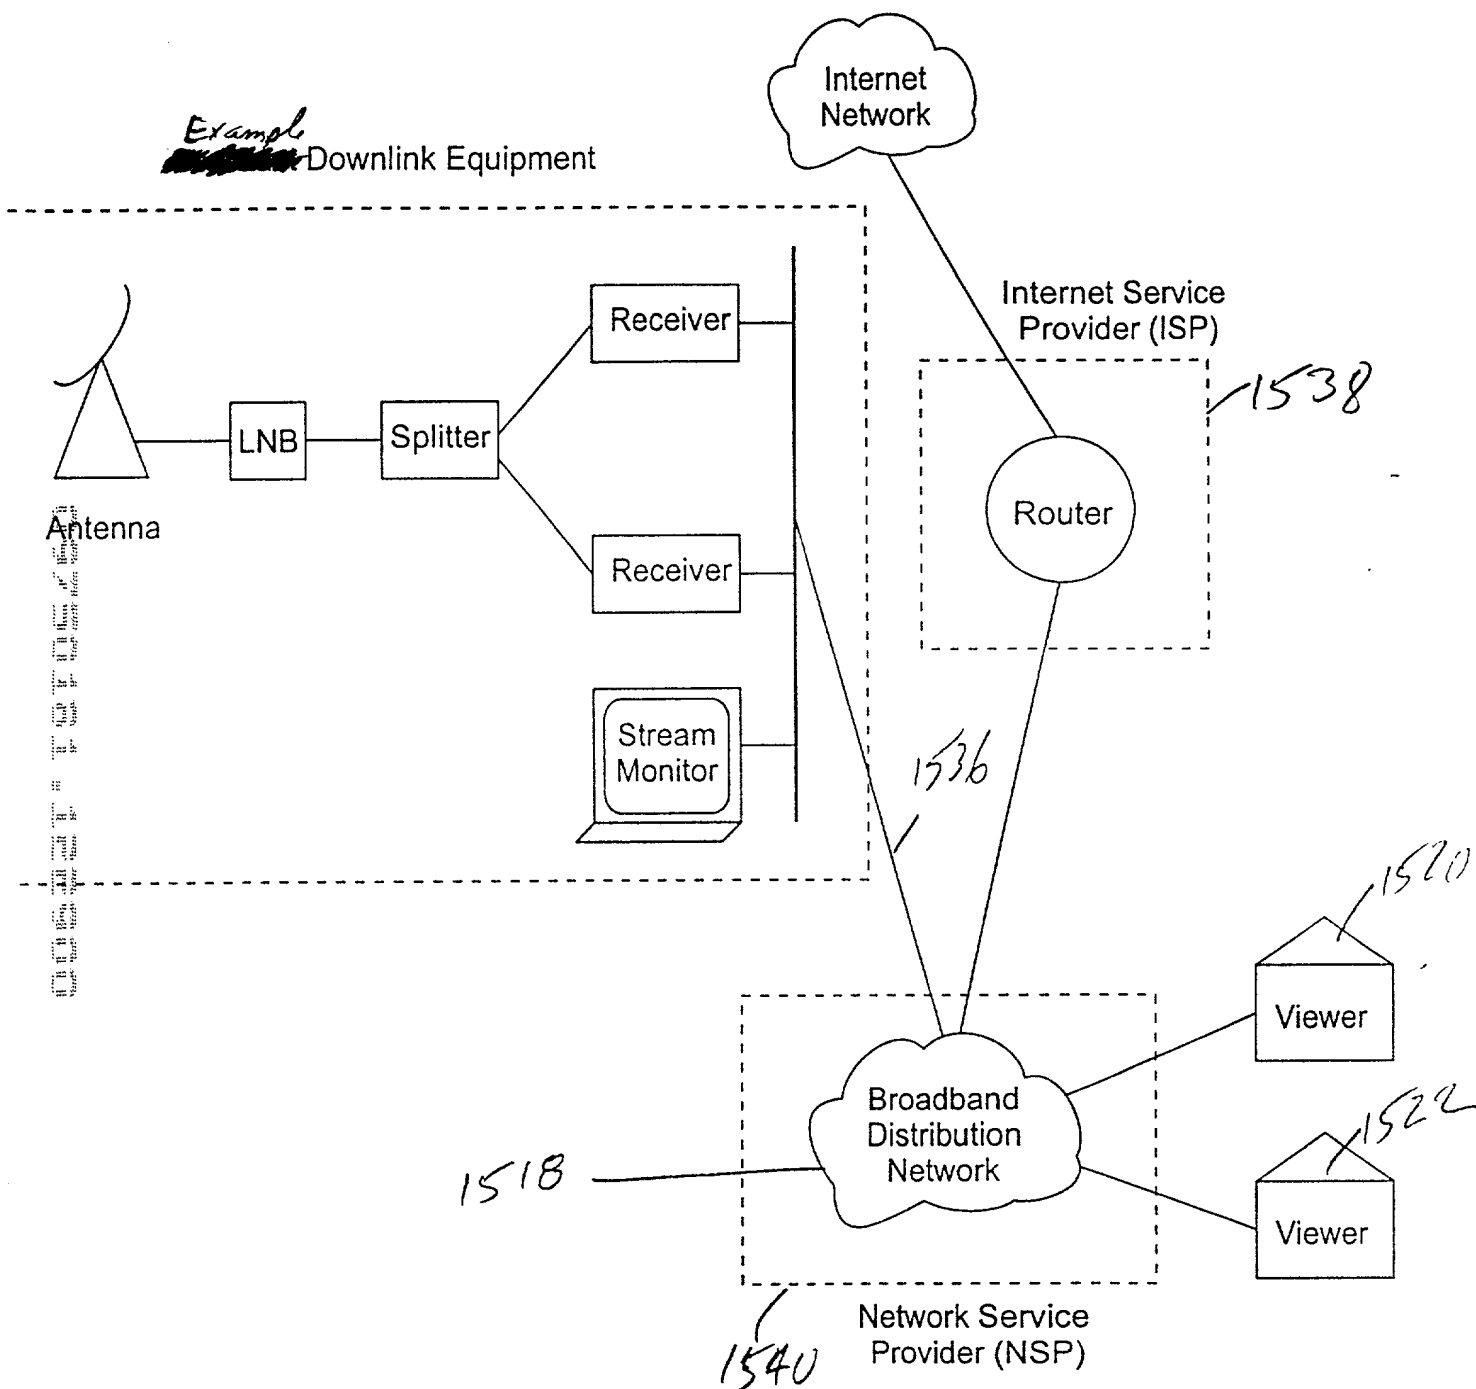 Internet
Network
Example
Downlink Equipment
Internet Service
Provider (ISP)
1538
Receiver
LNB
Splitter
Router
Antenna
Receiver
Stream
Monitor
1536
1520
Viewer
Broadband
Distribution
Network
1522
1518
Viewer
Network Service
Provider (NSP)
1540